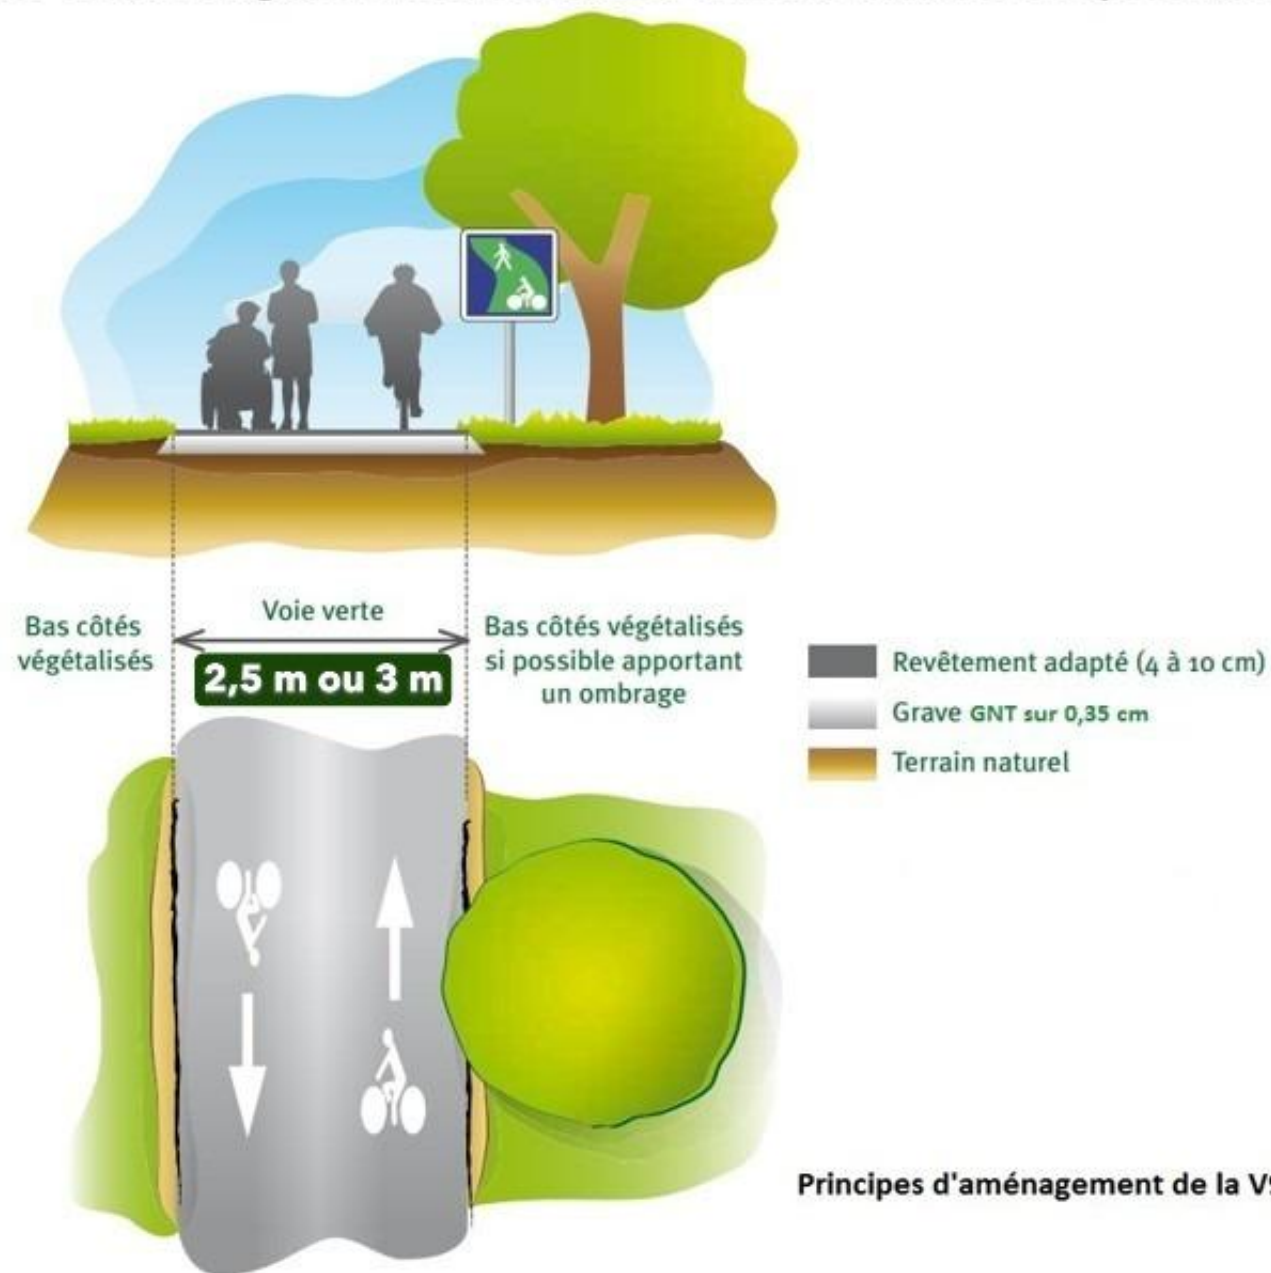 Bas côtés
végétalisés
Voie verte
2,5 m ou 3 m
Bas côtés végétalisés
si possible apportant
un ombrage
Revêtement adapté (4 à 10 cm)
Grave GNT sur 0,35 cm
Terrain naturel
Principes d'aménagement de la